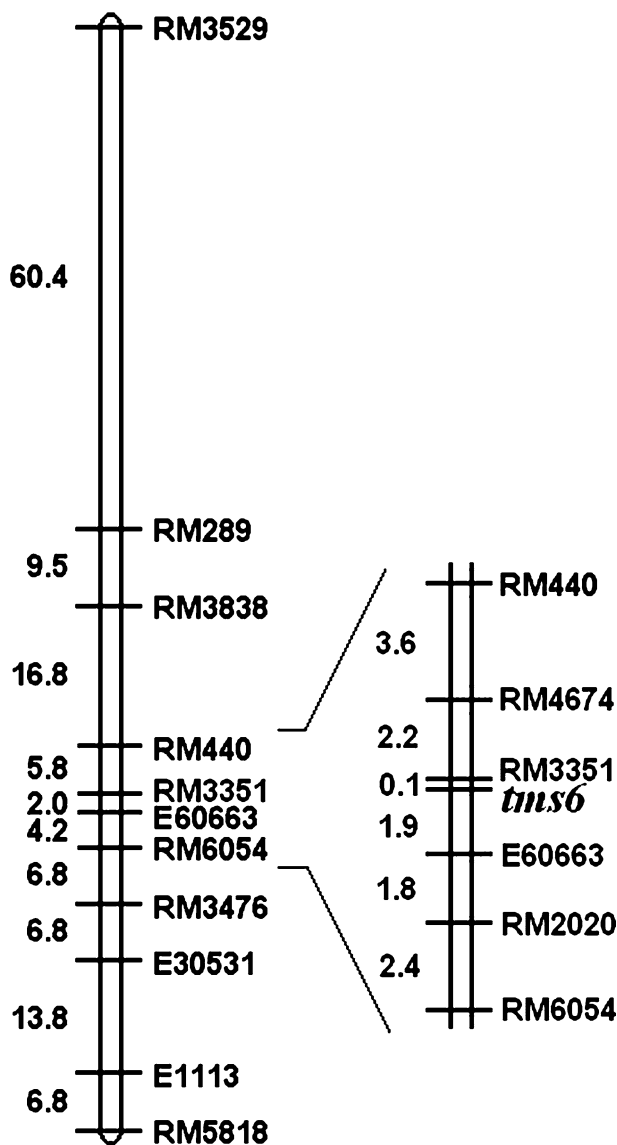 RM3529
60.4
RM289
9.5
RM3838
16.8
RM440
5.8
RM3351
2.0
E60663
4.2
RM6054
6.8
RM3476
6.8
E30531
13.8
E1113
6.8
RM5818
RM440
3.6
RM4674
2.2
RM3351
0.1
tms6
1.9
E60663
1.8
RM2020
2.4
RM6054